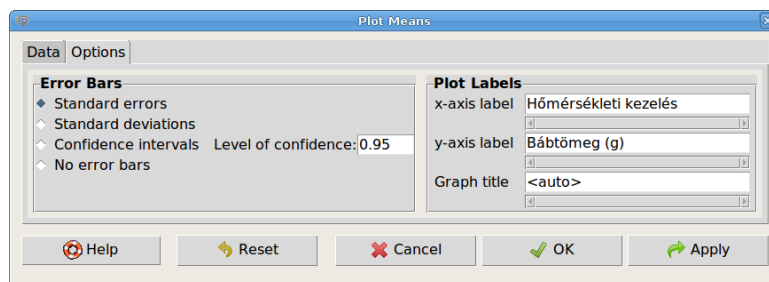 Plot Means
Data Options
Error Bars
Standard errors
Standard deviations
Confidence intervals Level of confidence: 0.95
No error bars
Plot Labels
x-axis label Hőmérsékleti kezelés
y-axis label Bábtömeg (g)
Graph title <auto>
Help Reset Cancel OK Apply